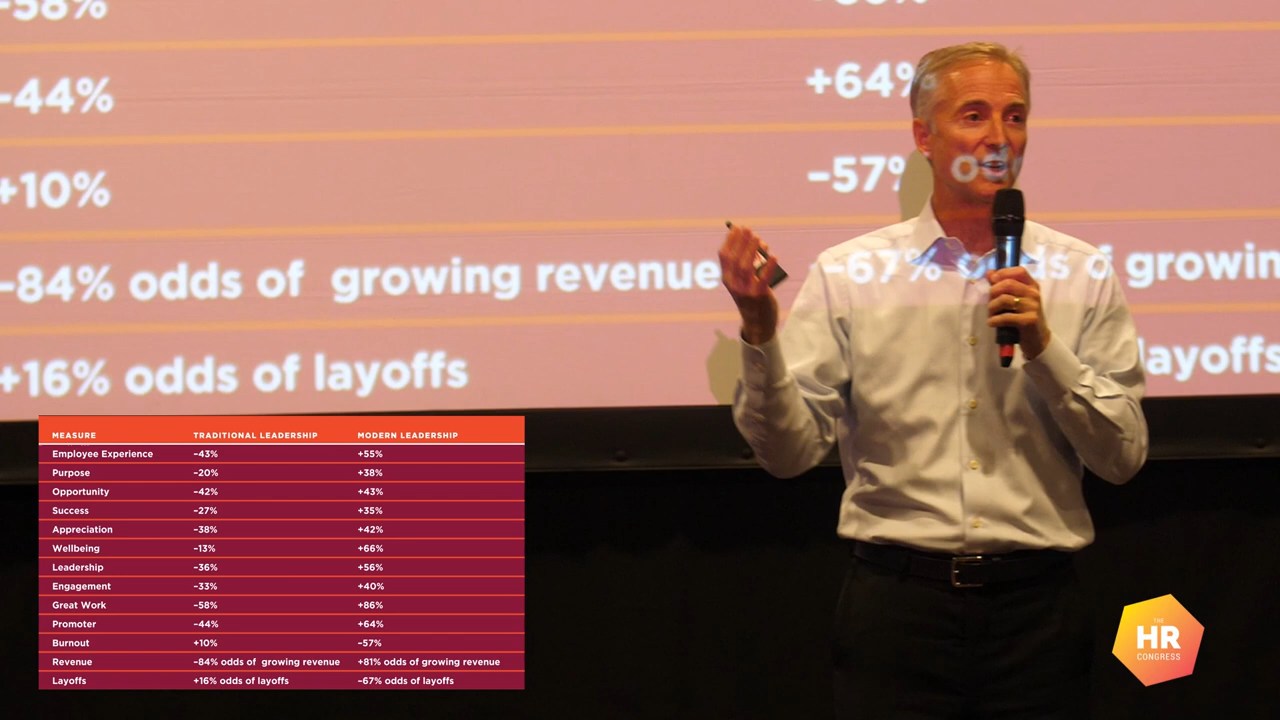 –58%
–44% +64%
+10% –57%
–84% odds of growing revenue –67% growin
+16% odds of layoffs layoffs
MEASURE TRADITIONAL LEADERSHIP MODERN LEADERSHIP
Employee Experience –43% +55%
Purpose –20% +38%
Opportunity –42% +43%
Success –27% +35%
Appreciation –38% +42%
Wellbeing –13% +66%
Leadership –36% +56%
Engagement –33% +40%
Great Work –58% +86%
Promoter –44% +64%
Burnout +10% –57%
Revenue –84% odds of growing revenue +81% odds of growing revenue
Layoffs +16% odds of layoffs –67% odds of layoffs
THE
HR
CONGRESS